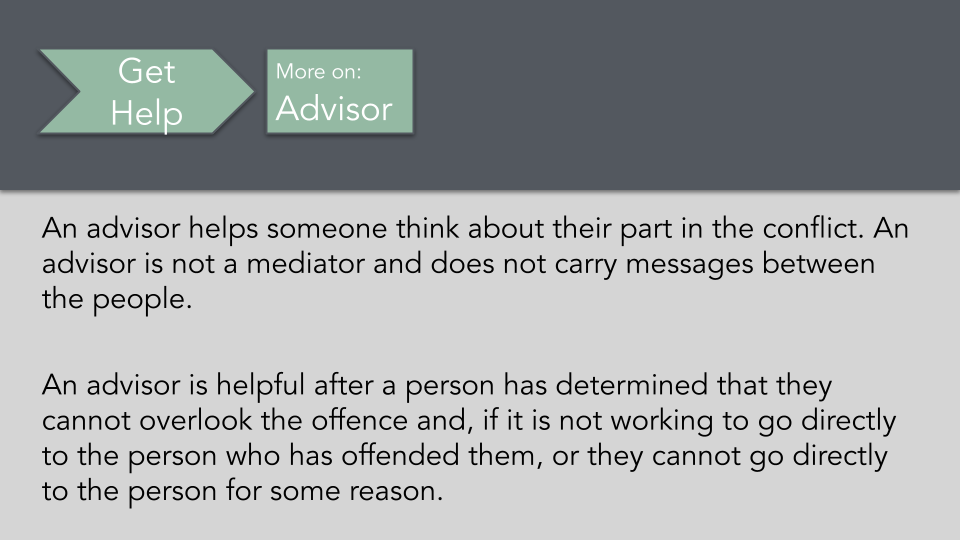 Get
Help
More on:
Advisor
An advisor helps someone think about their part in the conflict. An
advisor is not a mediator and does not carry messages between
the people.
An advisor is helpful after a person has determined that they
cannot overlook the offence and, if it is not working to go directly
to the person who has offended them, or they cannot go directly
to the person for some reason.